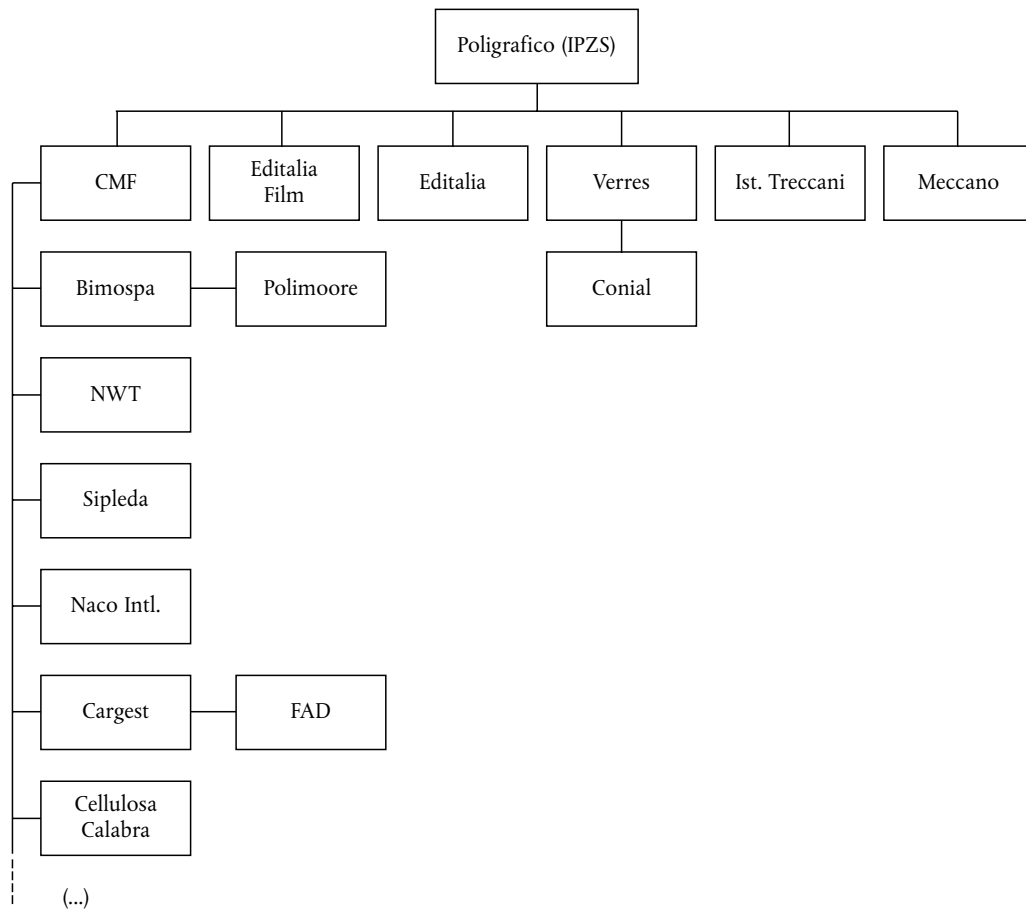 Poligrafico (IPZS)
CMF
Editalia
Film
Editalia
Verres
Ist. Treccani
Meccano
Bimospa
Polimoore
Conial
NWT
Sipleda
Naco Intl.
Cargest
FAD
Cellulosa
Calabra
(...)